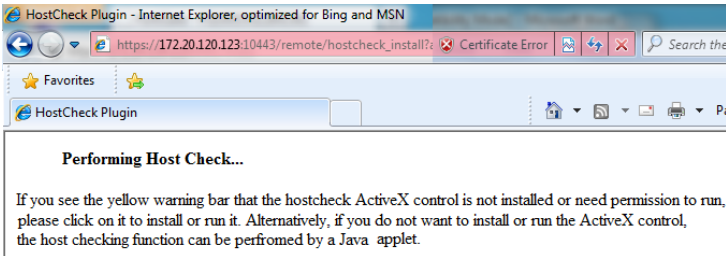 HostCheck Plugin - Internet Explorer, optimized for Bing and MSN
https://172.20.120.123:10443/remote/hostcheck_install? Certificate Error Search the
Favorites
HostCheck Plugin
Performing Host Check...
If you see the yellow warning bar that the hostcheck ActiveX control is not installed or need permission to run,
please click on it to install or run it. Alternatively, if you do not want to install or run the ActiveX control,
the host checking function can be perfromed by a Java applet.